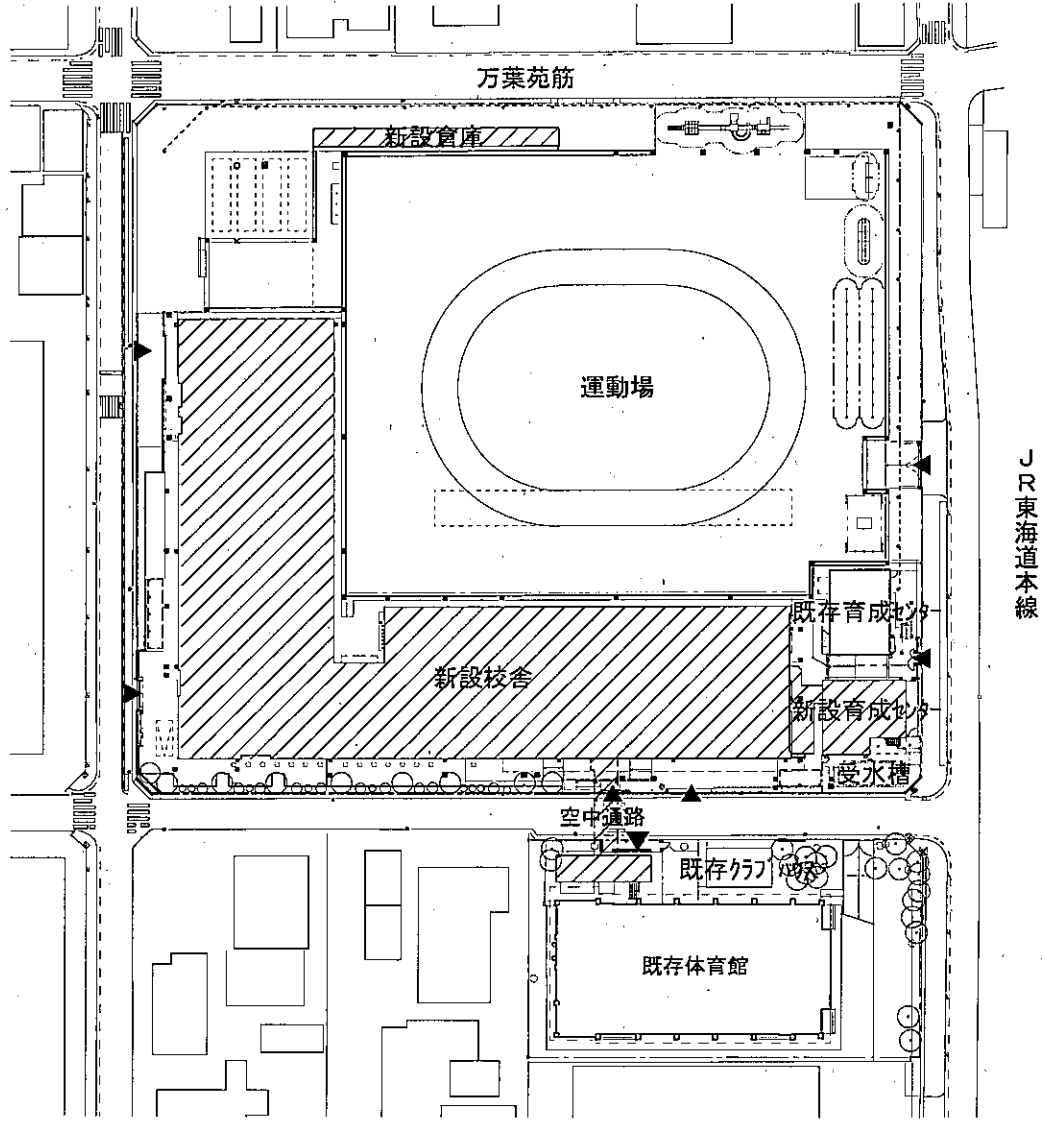 万葉苑筋
新設倉庫
運動場
JR東海道本線
既存育成センター
新設校舎
新設育成センター
受水槽
空中通路
既存クラブハウス
既存体育館